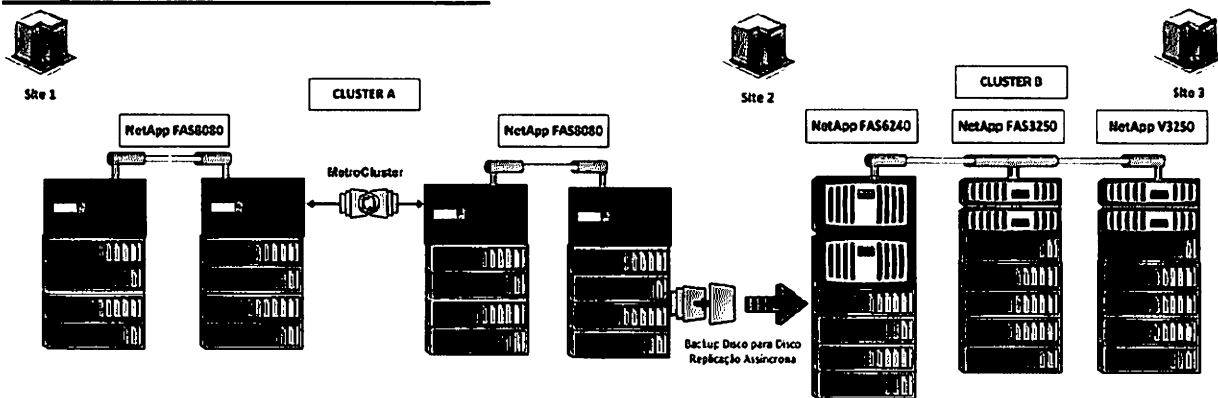 Site 1
CLUSTER A
Site 2
CLUSTER B
Site 3
NetApp FAS8080
NetApp FAS8080
NetApp FAS6240
NetApp FAS3250
NetApp V3250
MetroCluster
Backup Disco para Disco
Replicação Assíncrona